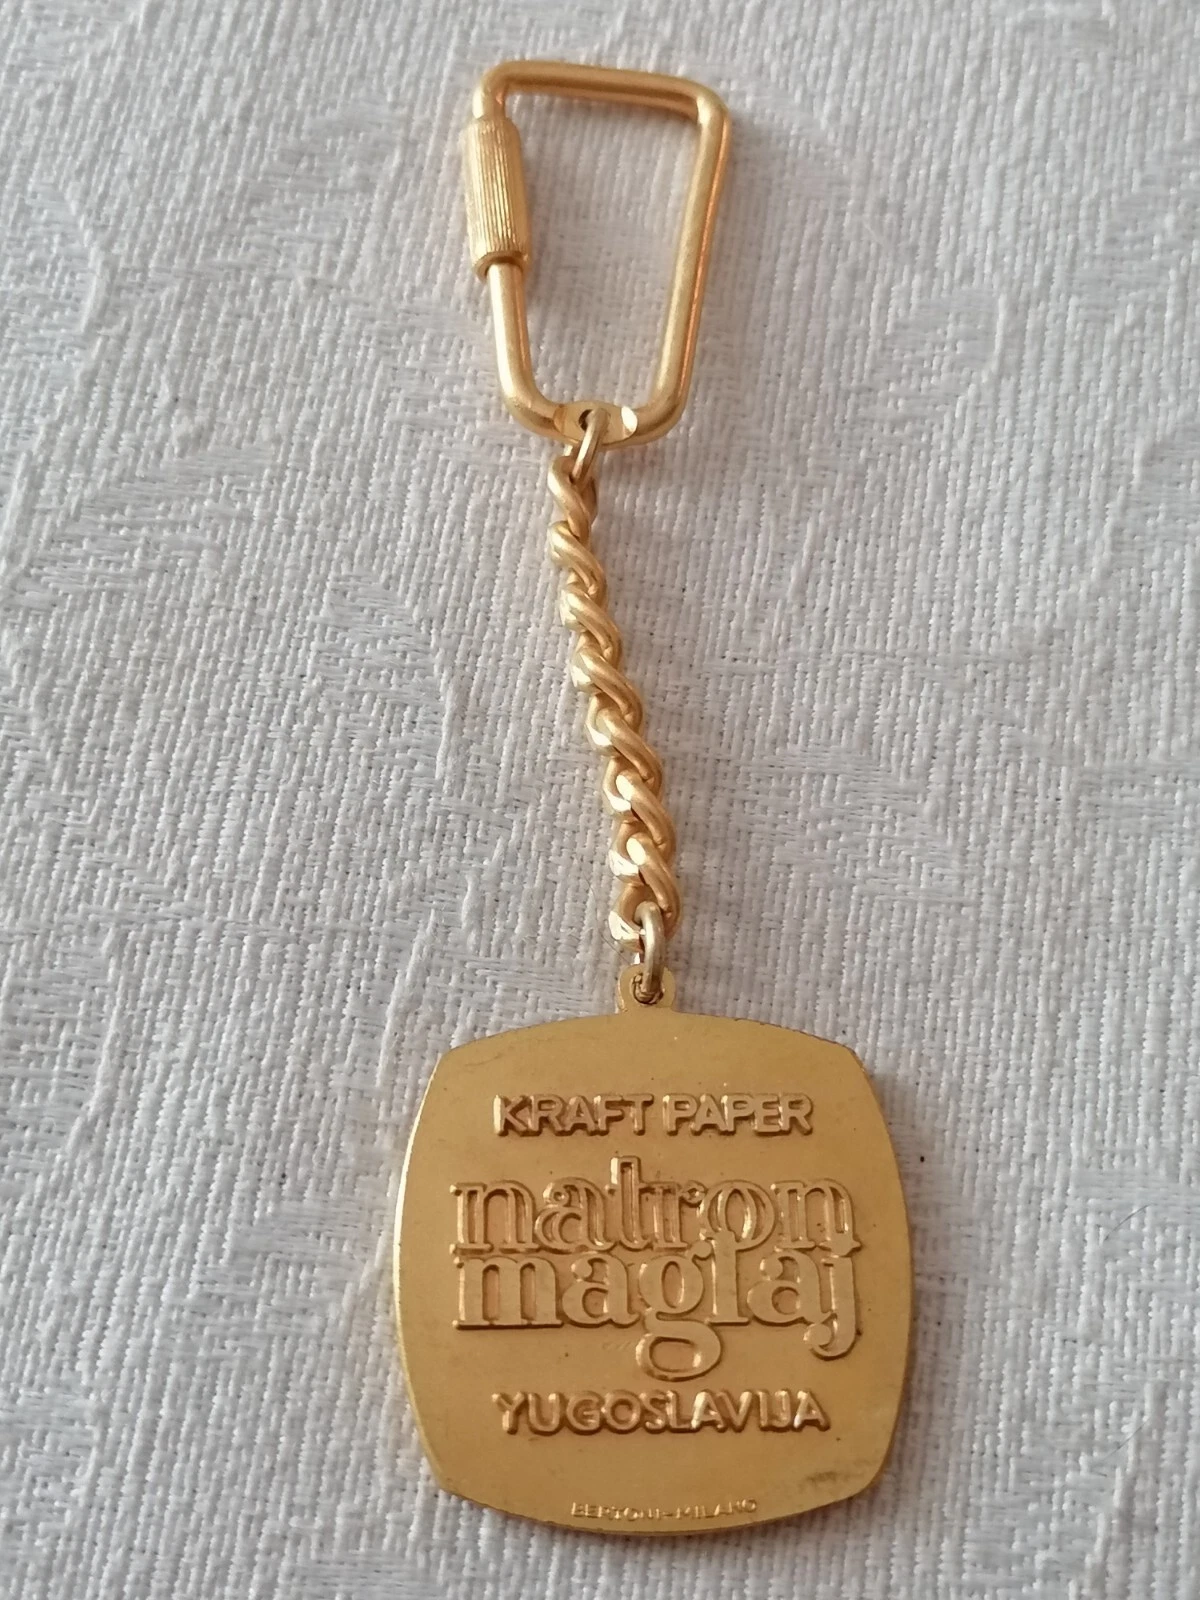 KRAFT PAPER
natron
maglaj
YUGOSLAVIJA
BERTONI-MILANO